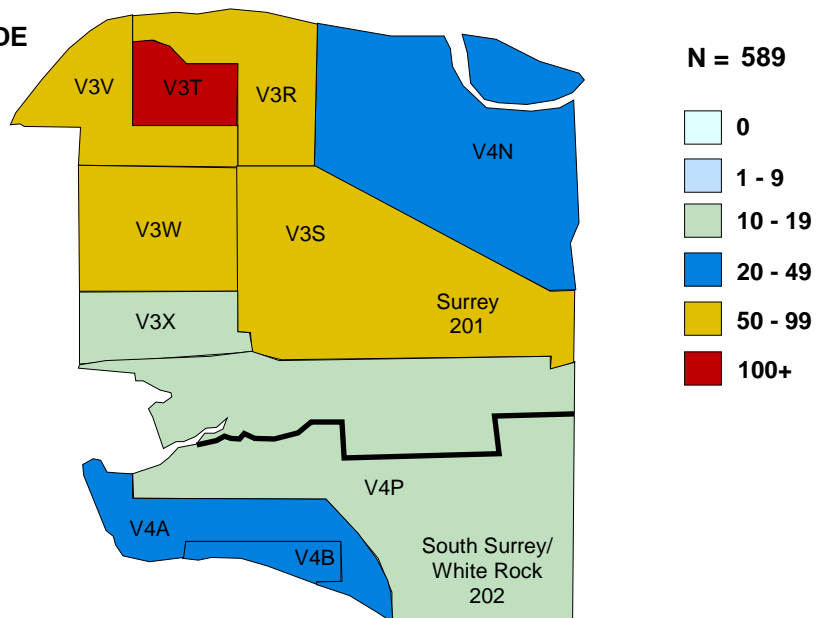 DE
N = 589
0
1 - 9
10 - 19
20 - 49
50 - 99
100+
V3V
V3T
V3R
V4N
V3W
V3S
V3X
Surrey
201
V4P
V4A
V4B
South Surrey/
White Rock
202